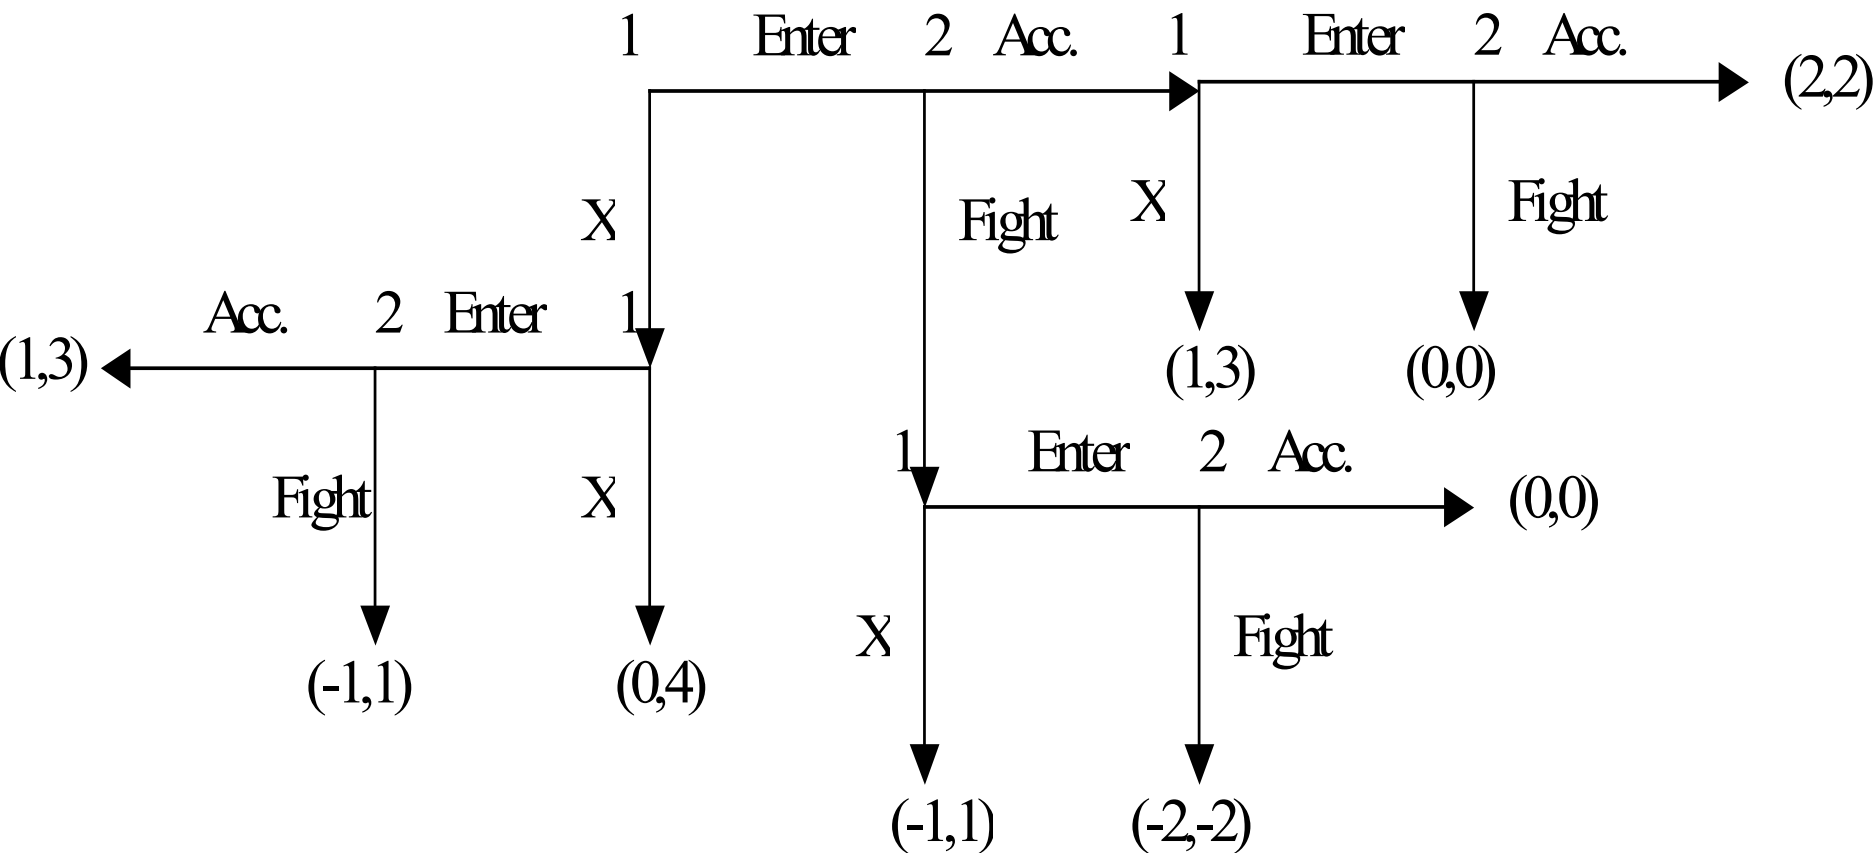 1 Enter 2 Acc. 1 Enter 2 Acc.
(2,2)
X Fight X Fight
Acc. 2 Enter 1
(1,3)
(1,3) (0,0)
1 Enter 2 Acc.
Fight X
(0,0)
X Fight
(-1,1) (0,4)
(-1,1) (-2,-2)